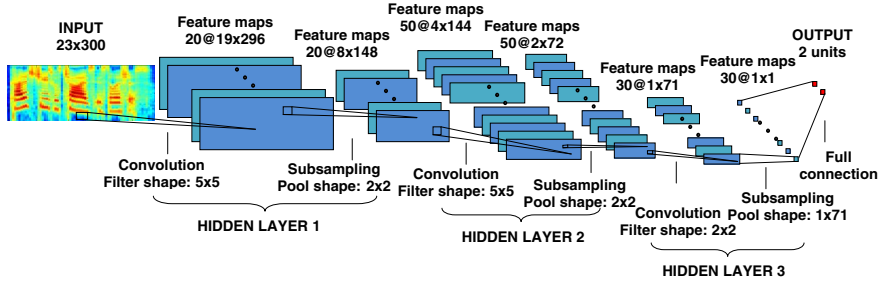 INPUT
23x300
Feature maps
20@19x296
Feature maps
20@8x148
Feature maps
50@4x144
Feature maps
50@2x72
Feature maps
30@1x71
Feature maps
30@1x1
OUTPUT
2 units
Convolution
Filter shape: 5x5
Subsampling
Pool shape: 2x2
Convolution
Filter shape: 5x5
Subsampling
Pool shape: 2x2
Convolution
Filter shape: 2x2
Subsampling
Pool shape: 1x71
Full
connection
HIDDEN LAYER 1
HIDDEN LAYER 2
HIDDEN LAYER 3